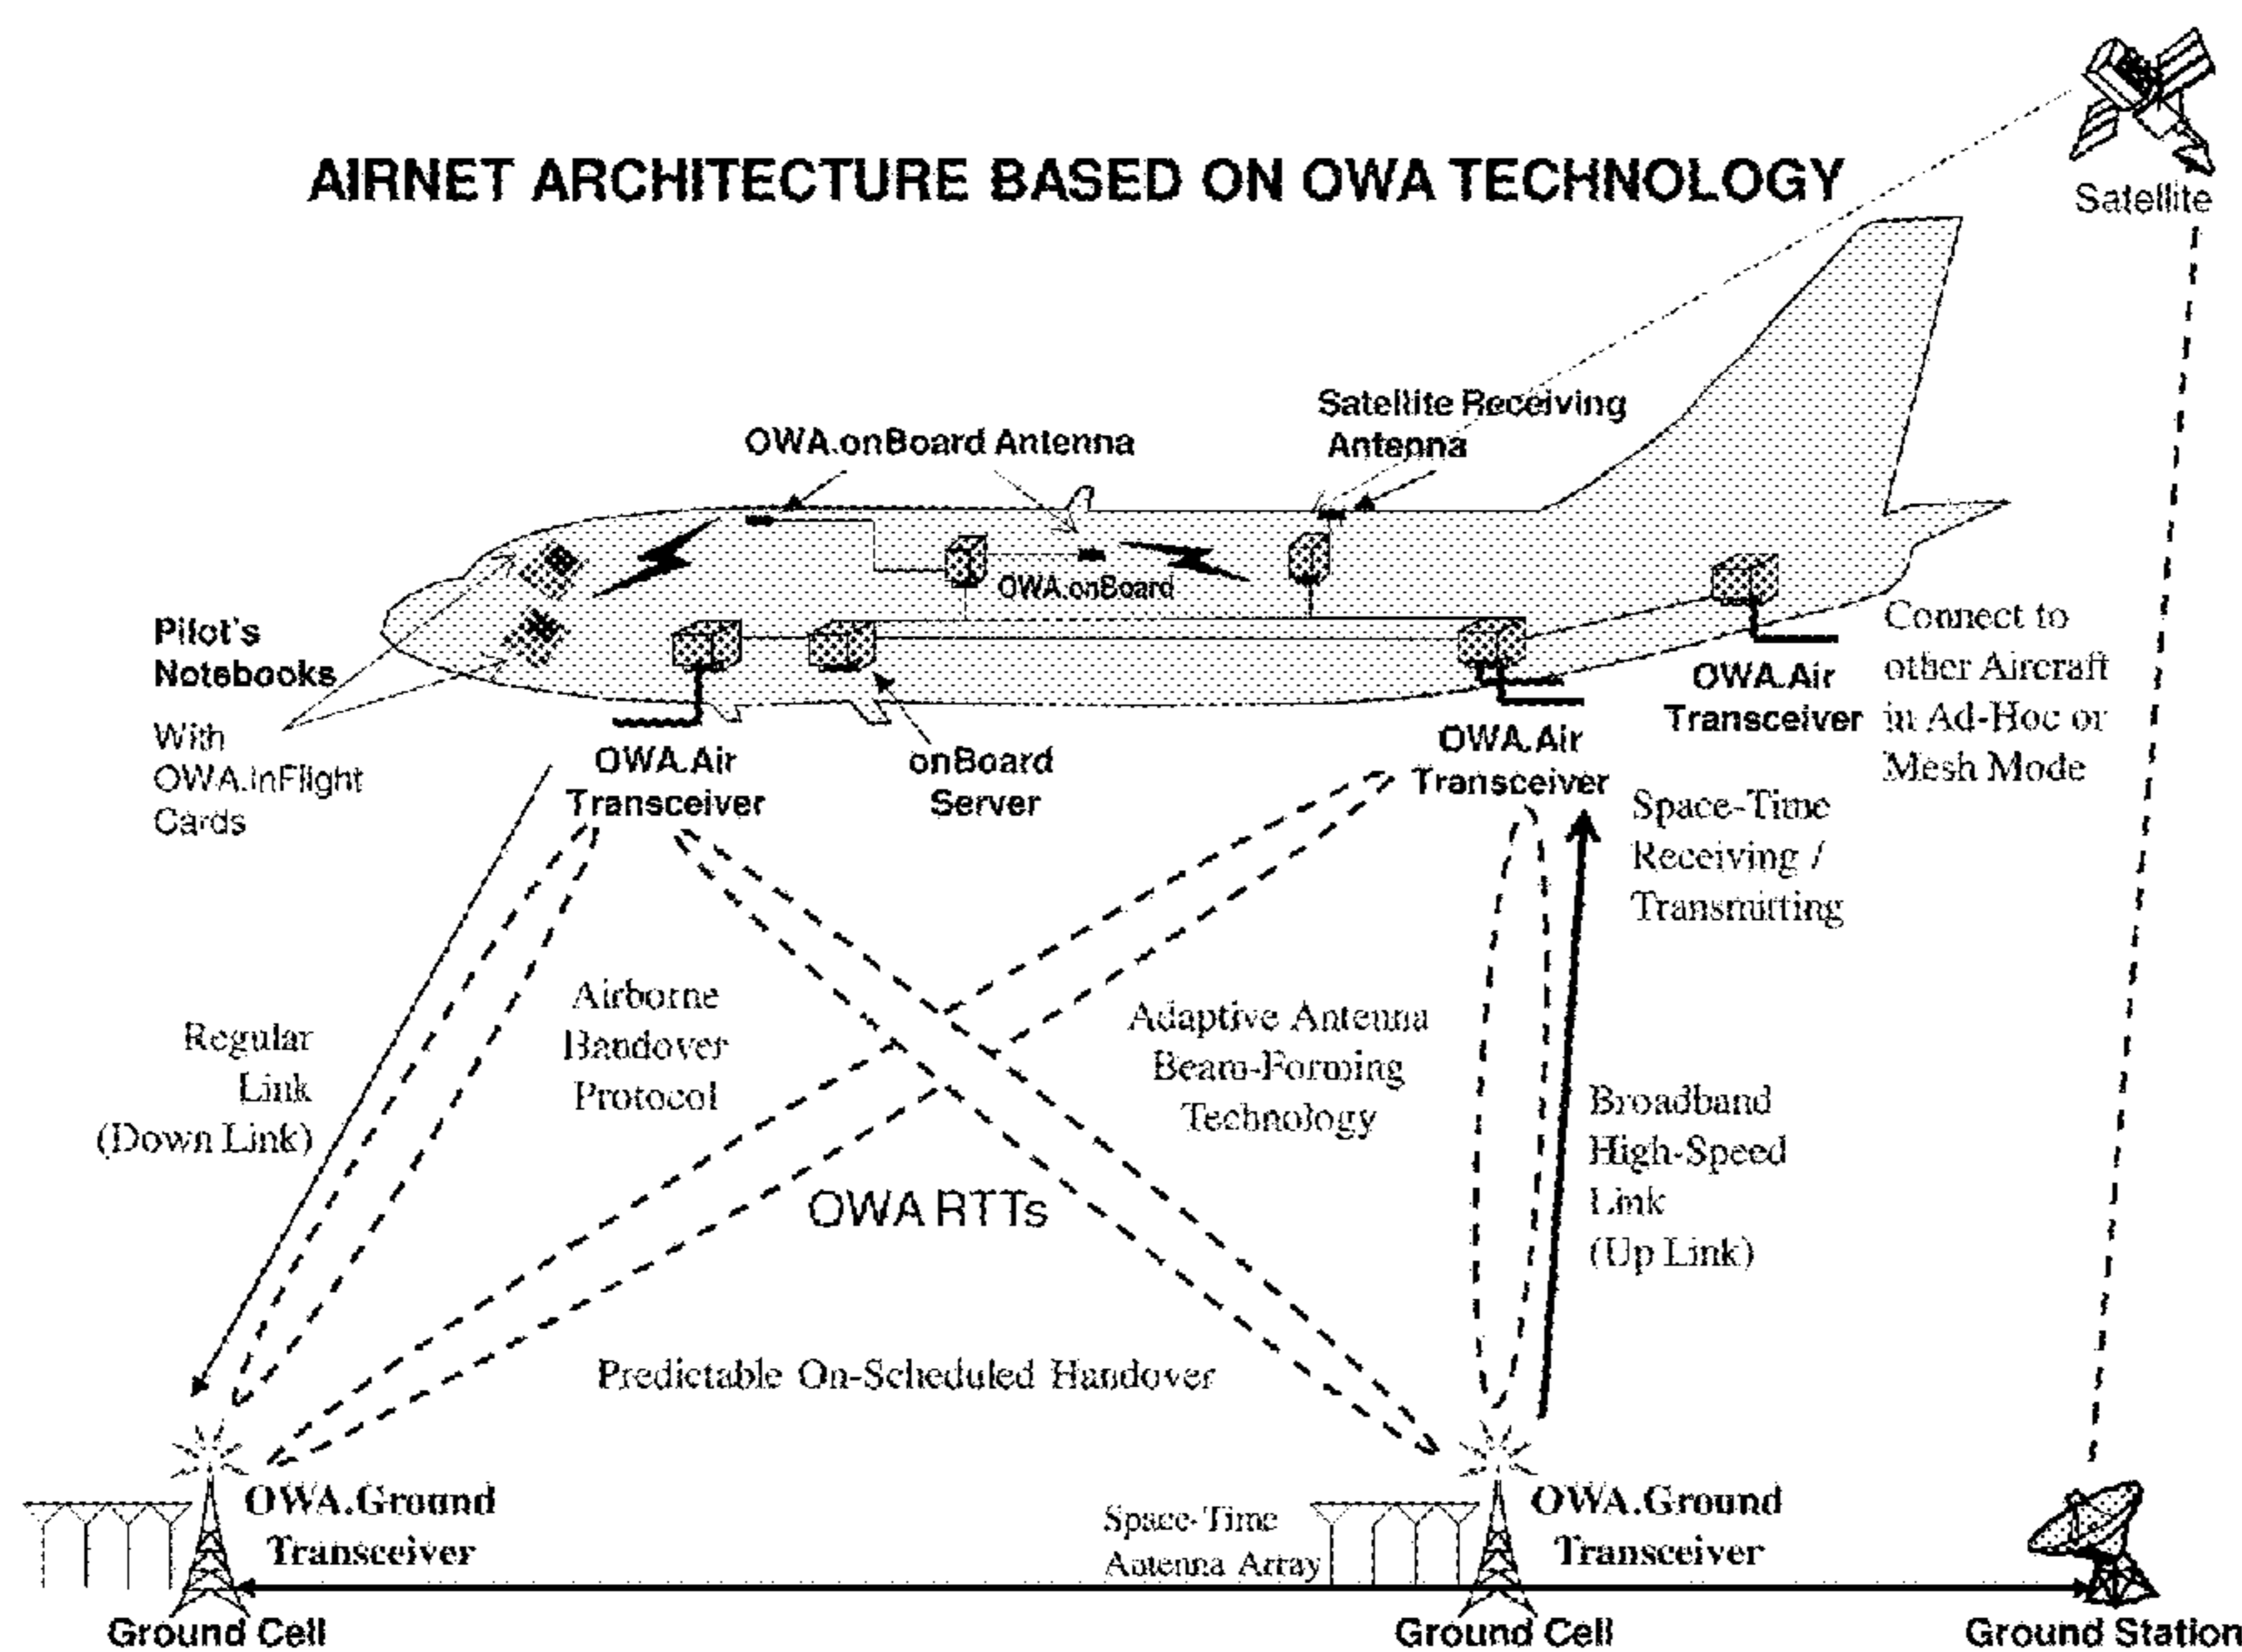 AIRNET ARCHITECTURE BASED ON OWA TECHNOLOGY
Satellite
Satellite Receiving
Antenna
OWA.onBoard Antenna
OWA.onBoard
Pilot's
Notebooks
With
OWA.inFlight
Cards
OWA.Air
Transceiver
onBoard
Server
OWA.Air
Transceiver
OWA.Air
Transceiver
Connect to
other Aircraft
in Ad-Hoc or
Mesh Mode
Space-Time
Receiving /
Transmitting
Regular
Link
(Down Link)
Airborne
Handover
Protocol
Adaptive Antenna
Beam-Forming
Technology
Broadband
High-Speed
Link
(Up Link)
OWA RTTs
Predictable On-Scheduled Handover
OWA.Ground
Transceiver
Space-Time
Antenna Array
OWA.Ground
Transceiver
Ground Cell
Ground Cell
Ground Station